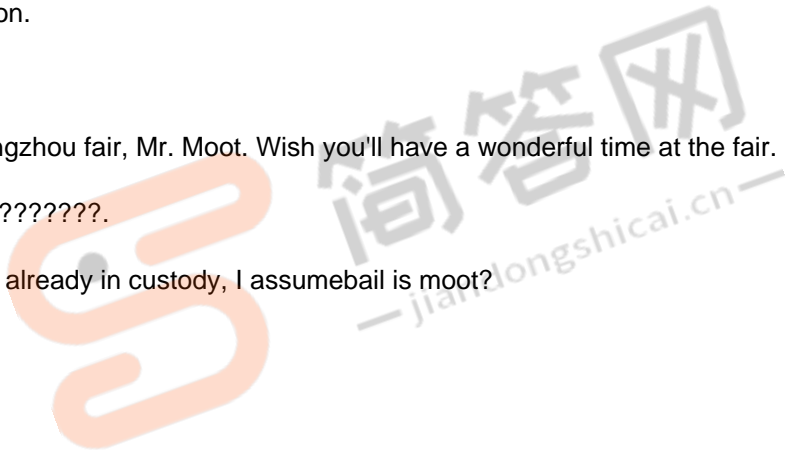 on.
ngzhou fair, Mr. Moot. Wish you'll have a wonderful time at the fair.
???????.
already in custody, I assumebail is moot?
简答网
jiandongshicai.cn